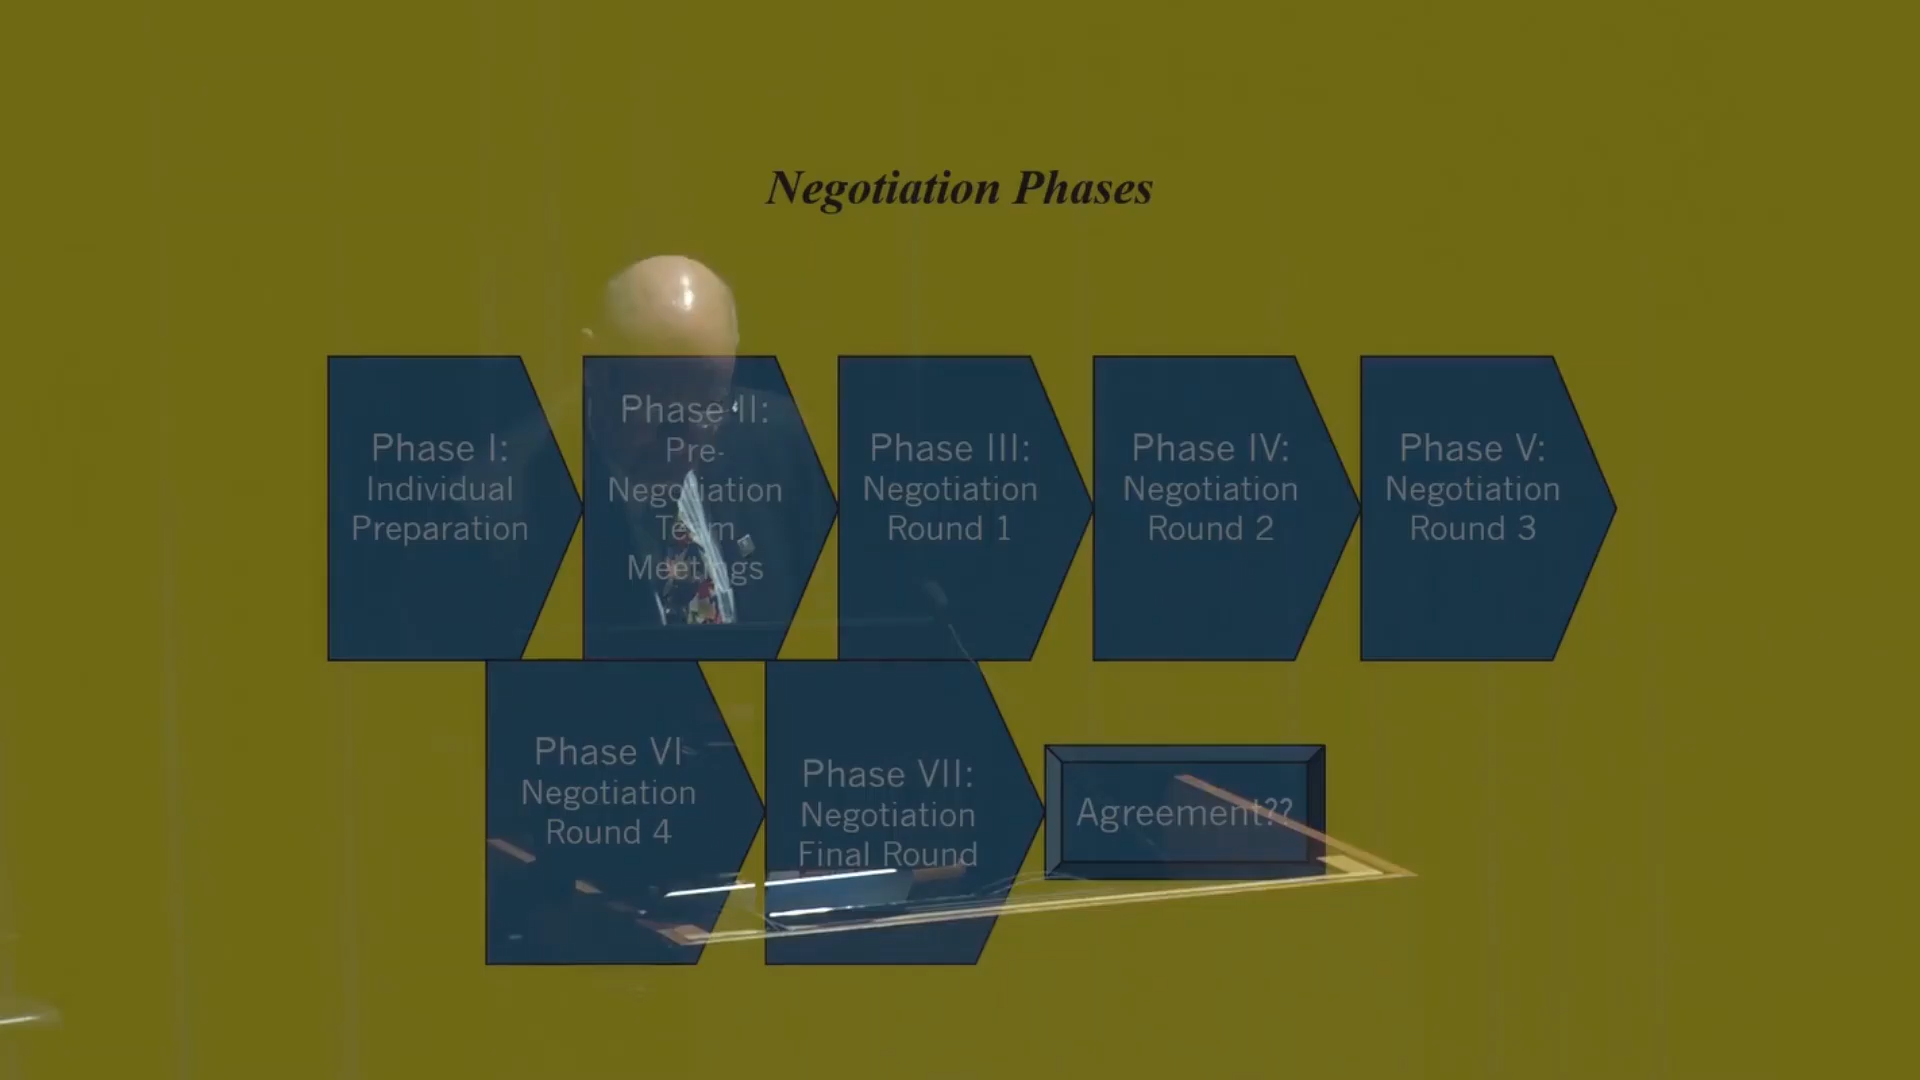 Negotiation Phases
Phase I:
Individual
Preparation
Phase II:
Pre-
Negotiation
Team
Meetings
Phase III:
Negotiation
Round 1
Phase IV:
Negotiation
Round 2
Phase V:
Negotiation
Round 3
Phase VI
Negotiation
Round 4
Phase VII:
Negotiation
Final Round
Agreement??